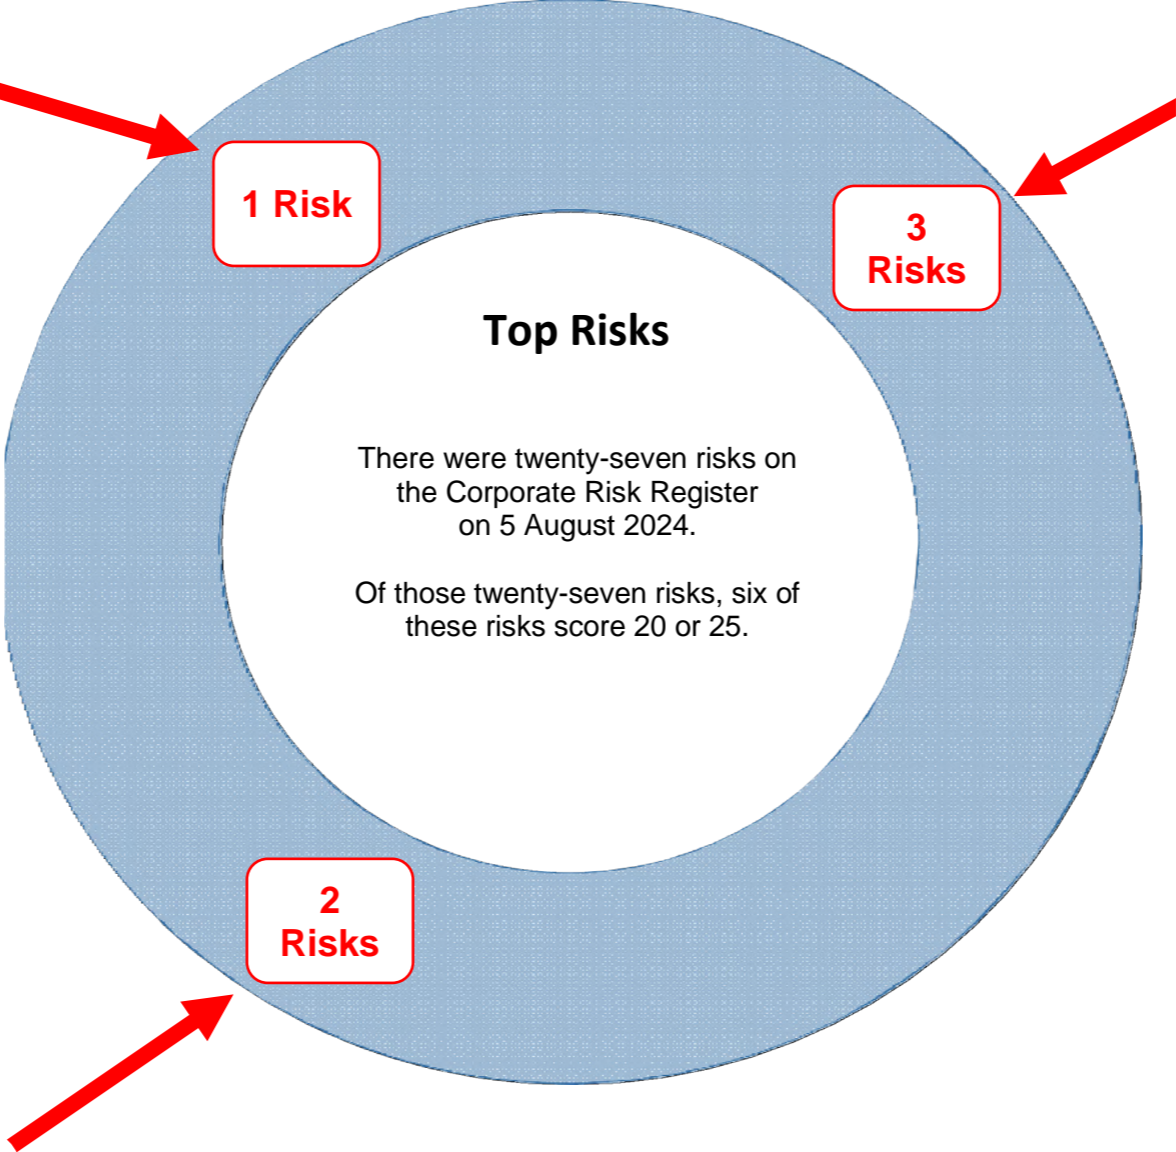 1 Risk
3
Risks
Top Risks
There were twenty-seven risks on
the Corporate Risk Register
on 5 August 2024.
Of those twenty-seven risks, six of
these risks score 20 or 25.
2
Risks